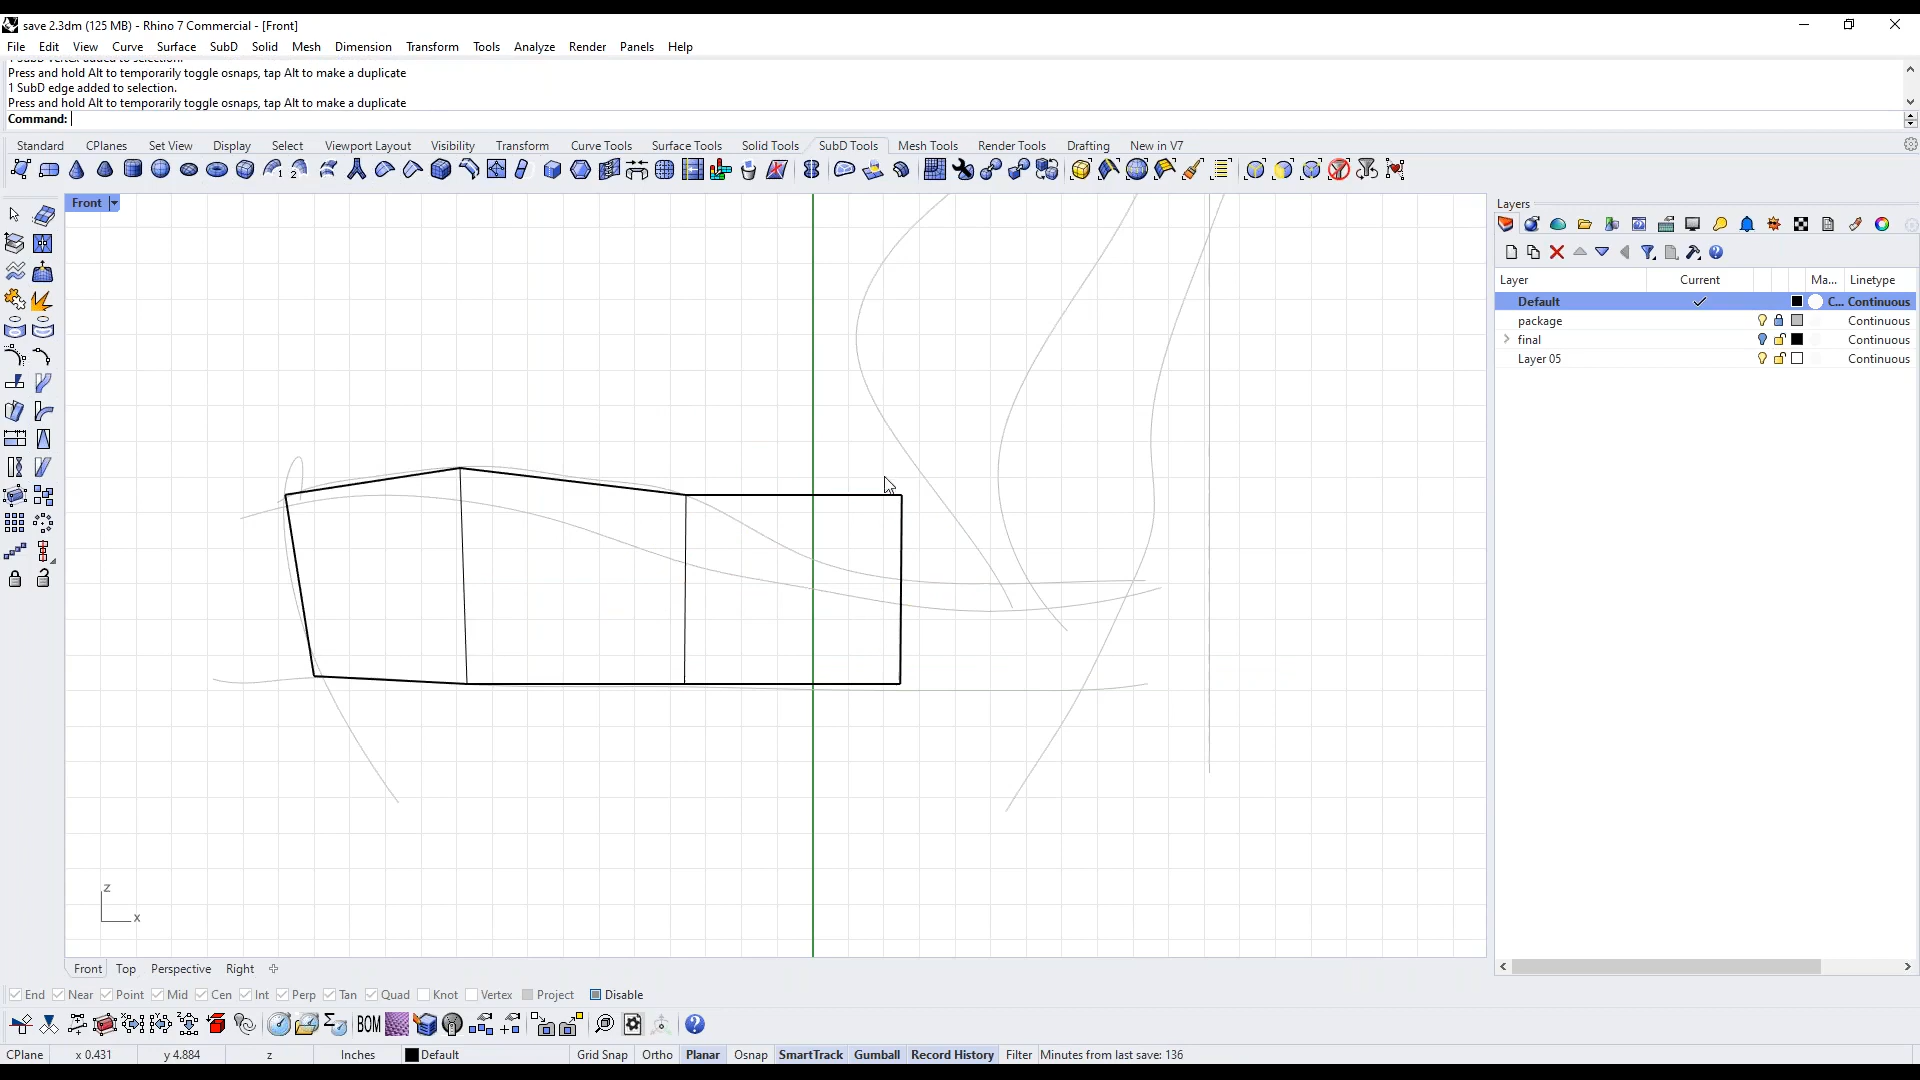 save 2.3dm (125 MB) - Rhino 7 Commercial - [Front]
File Edit View Curve Surface SubD Solid Mesh Dimension Transform Tools Analyze Render Panels Help
1 SubD vertex added to selection.
Press and hold Alt to temporarily toggle osnaps, tap Alt to make a duplicate
1 SubD edge added to selection.
Press and hold Alt to temporarily toggle osnaps, tap Alt to make a duplicate
Command:
Standard CPlanes Set View Display Select Viewport Layout Visibility Transform Curve Tools Surface Tools Solid Tools SubD Tools Mesh Tools Render Tools Drafting New in V7
Front
Layers
Layer Current Ma... Linetype
Default C... Continuous
package Continuous
final Continuous
Layer 05 Continuous
z
x
Front Top Perspective Right
End Near Point Mid Cen Int Perp Tan Quad Knot Vertex Project Disable
BOM
CPlane x 0.431 y 4.884 z Inches Default Grid Snap Ortho Planar Osnap SmartTrack Gumball Record History Filter Minutes from last save: 136